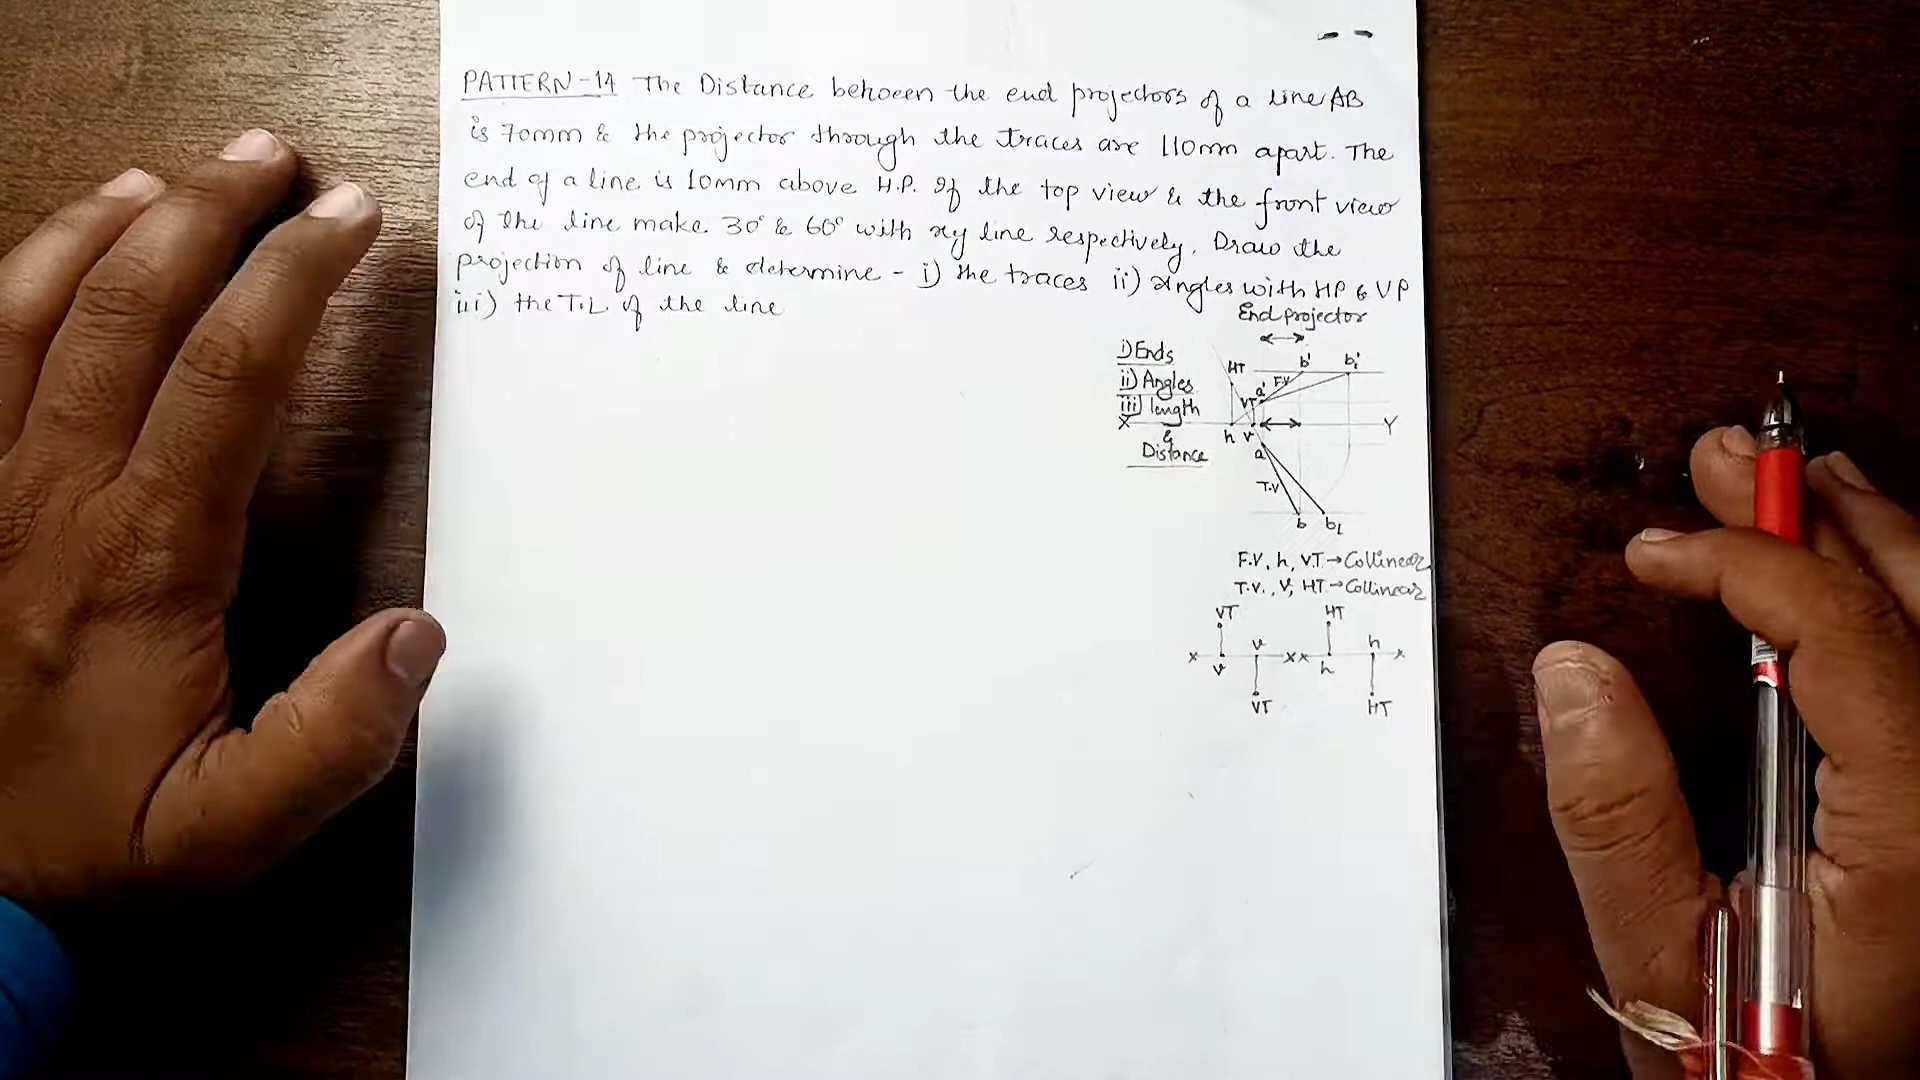 PATTERN-14 The Distance between the end projectors of a line AB
is 70mm & the projector through the traces are 110mm apart. The
end of a line is 10mm above H.P. If the top view & the front view
of the line make 30° & 60° with xy line respectively. Draw the
projection of line & determine - i) the traces ii) Angles with HP & VP
iii) the T.L. of the line
End projector
i) Ends
ii) Angles
iii) length
&
Distance
HT
b'
b₁'
a'
F.V
VT
X
h
v
Y
a
T.V
b
b₁
F.V, h, V.T. → Collinear
T.V., V, HT → Collinear
VT
HT
v
h
x
x x
x
v
h
VT
HT